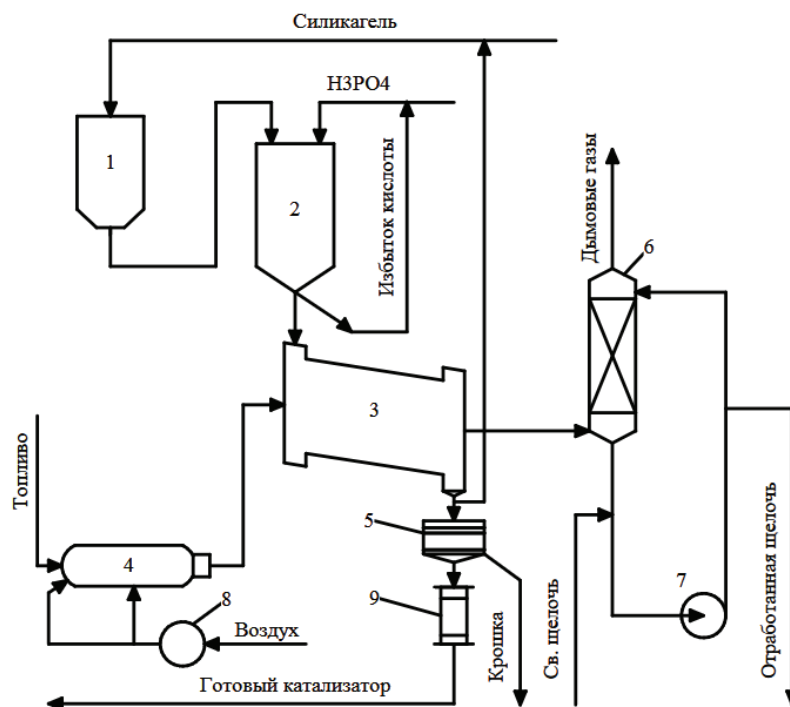 Силикагель
H3PO4
1
2
Избыток кислоты
Дымовые газы
6
3
Топливо
4
5
8
Воздух
9
Крошка
Св. щелочь
7
Отработанная щелочь
Готовый катализатор